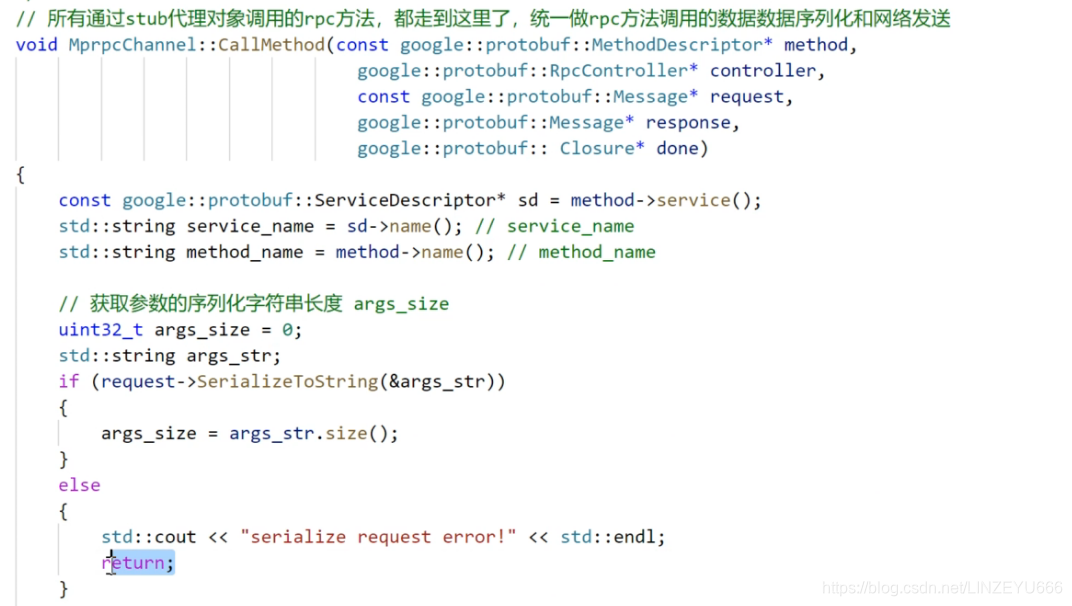 // 所有通过stub代理对象调用的rpc方法，都走到这里了，统一做rpc方法调用的数据数据序列化和网络发送
void MprpcChannel::CallMethod(const google::protobuf::MethodDescriptor* method,
                                google::protobuf::RpcController* controller,
                                const google::protobuf::Message* request,
                                google::protobuf::Message* response,
                                google::protobuf:: Closure* done)
{
    const google::protobuf::ServiceDescriptor* sd = method->service();
    std::string service_name = sd->name(); // service_name
    std::string method_name = method->name(); // method_name

    // 获取参数的序列化字符串长度 args_size
    uint32_t args_size = 0;
    std::string args_str;
    if (request->SerializeToString(&args_str))
    {
        args_size = args_str.size();
    }
    else
    {
        std::cout << "serialize request error!" << std::endl;
        return;
    }
https://blog.csdn.net/LINZEYU666